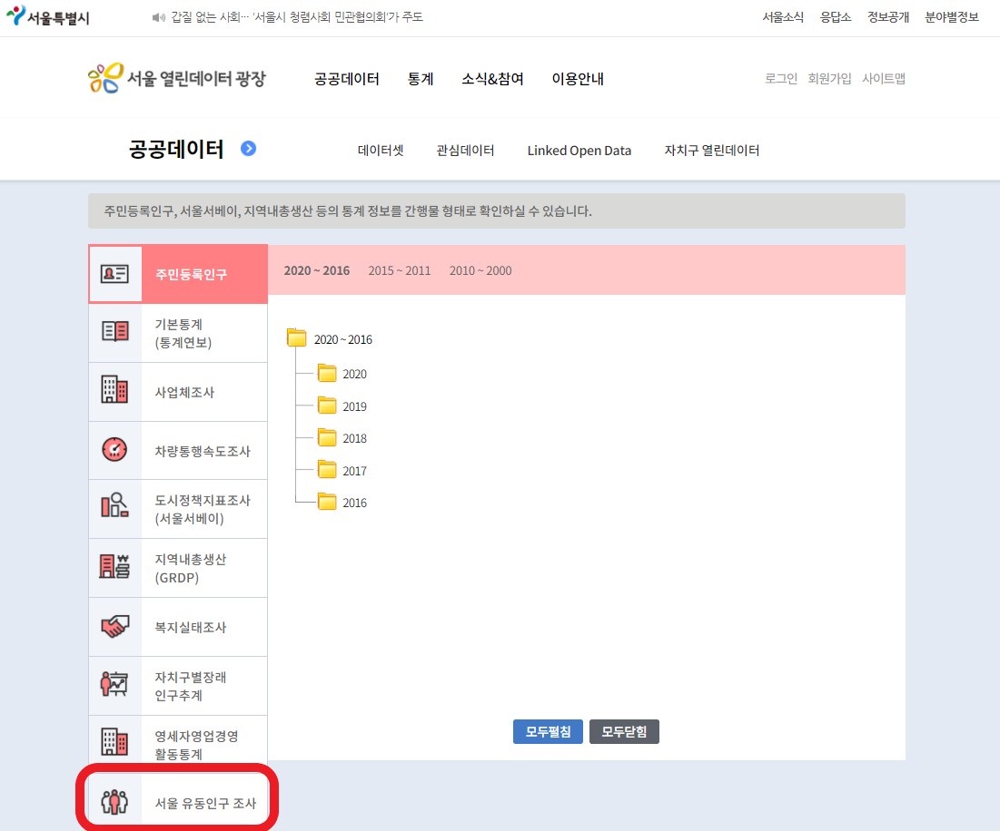 서울특별시
갑질 없는 사회… '서울시 청렴사회 민관협의회'가 주도
서울소식 응답소 정보공개 분야별정보
서울 열린데이터 광장
공공데이터 통계 소식&참여 이용안내
로그인 회원가입 사이트맵
공공데이터
데이터셋 관심데이터 Linked Open Data 자치구 열린데이터
주민등록인구, 서울서베이, 지역내총생산 등의 통계 정보를 간행물 형태로 확인하실 수 있습니다.
주민등록인구
기본통계
(통계연보)
사업체조사
차량통행속도조사
도시정책지표조사
(서울서베이)
지역내총생산
(GRDP)
복지실태조사
자치구별장래
인구추계
영세자영업경영
활동통계
서울 유동인구 조사
2020 ~ 2016 2015 ~ 2011 2010 ~ 2000
2020 ~ 2016
2020
2019
2018
2017
2016
모두펼침 모두닫힘